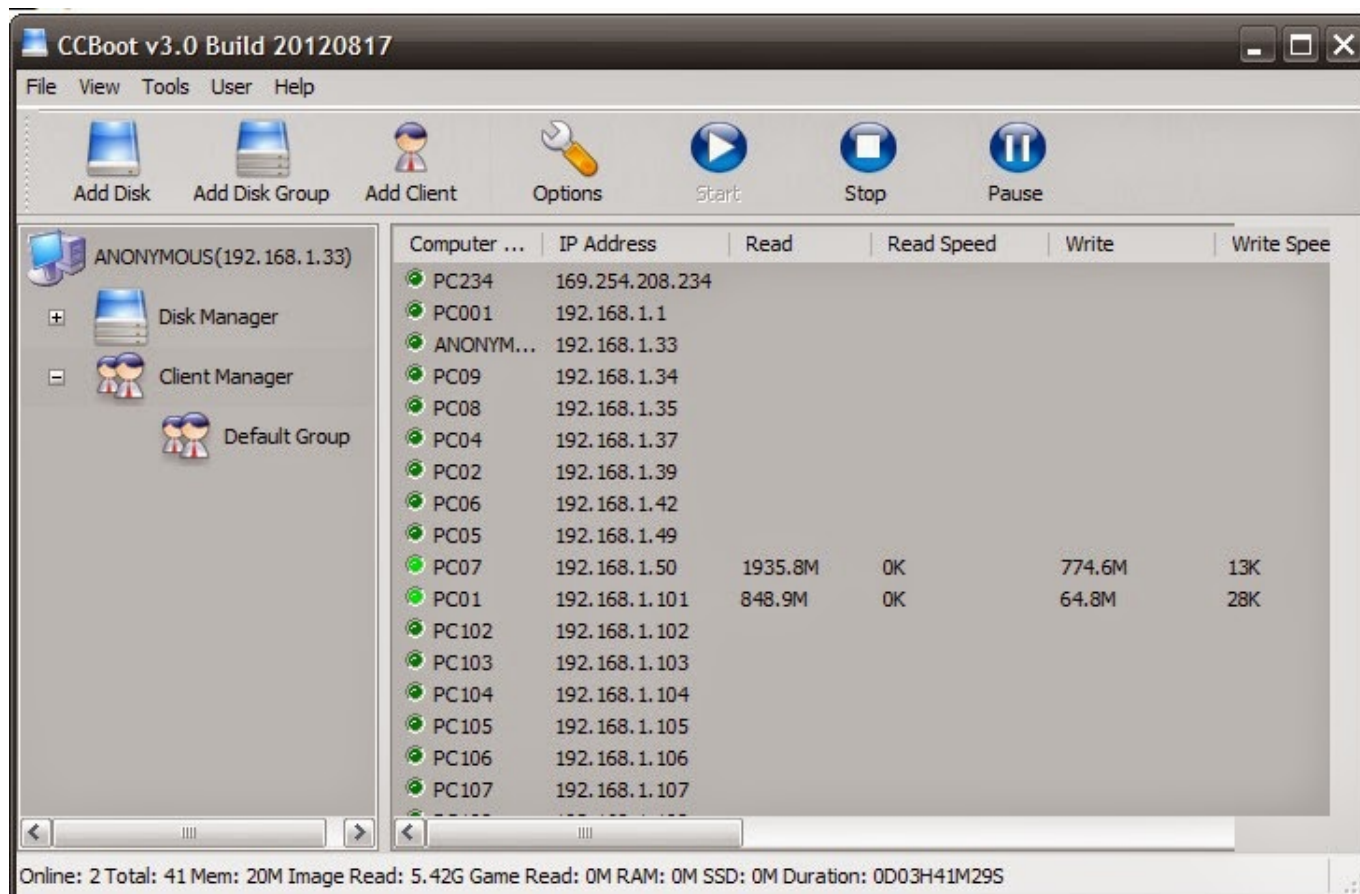 CCBoot v3.0 Build 20120817
File View Tools User Help
Add Disk Add Disk Group Add Client Options Start Stop Pause
ANONYMOUS(192.168.1.33)
Disk Manager
Client Manager
Default Group
Computer ... IP Address Read Read Speed Write Write Spee
PC234 169.254.208.234
PC001 192.168.1.1
ANONYM... 192.168.1.33
PC09 192.168.1.34
PC08 192.168.1.35
PC04 192.168.1.37
PC02 192.168.1.39
PC06 192.168.1.42
PC05 192.168.1.49
PC07 192.168.1.50 1935.8M 0K 774.6M 13K
PC01 192.168.1.101 848.9M 0K 64.8M 28K
PC102 192.168.1.102
PC103 192.168.1.103
PC104 192.168.1.104
PC105 192.168.1.105
PC106 192.168.1.106
PC107 192.168.1.107
Online: 2 Total: 41 Mem: 20M Image Read: 5.42G Game Read: 0M RAM: 0M SSD: 0M Duration: 0D03H41M29S